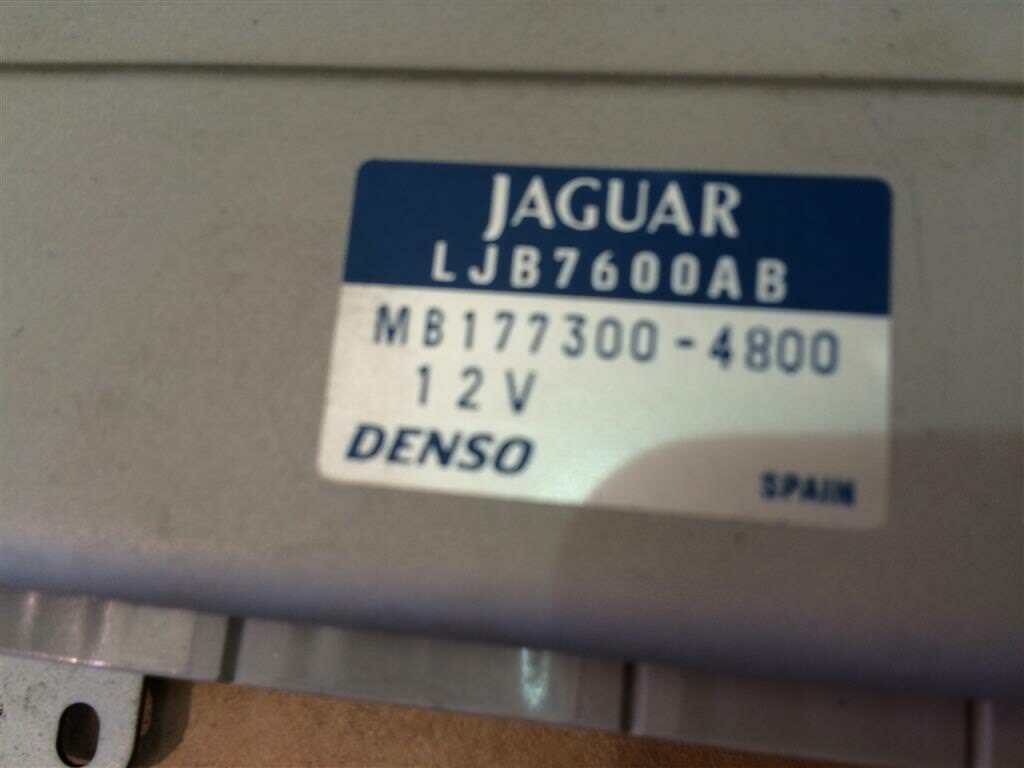 JAGUAR
LJB7600AB
MB177300-4800
12V
DENSO
SPAIN